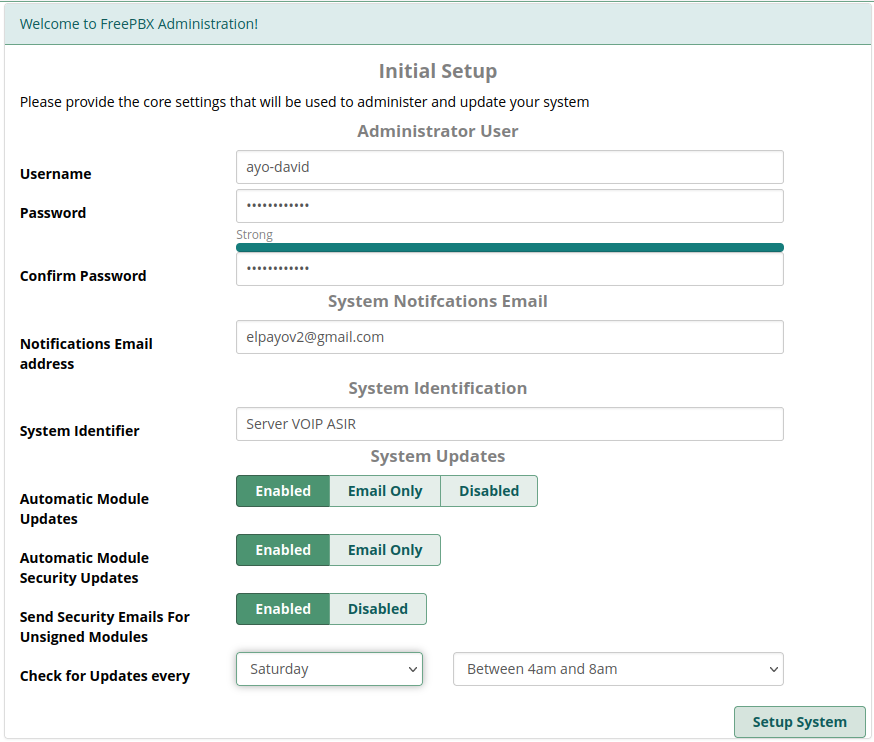 Welcome to FreePBX Administration!
Initial Setup
Please provide the core settings that will be used to administer and update your system
Administrator User
Username
ayo-david
Password
••••••••••••
Strong
Confirm Password
••••••••••••
System Notifcations Email
Notifications Email
address
elpayov2@gmail.com
System Identification
System Identifier
Server VOIP ASIR
System Updates
Automatic Module
Updates
Enabled Email Only Disabled
Automatic Module
Security Updates
Enabled Email Only
Send Security Emails For
Unsigned Modules
Enabled Disabled
Check for Updates every
Saturday Between 4am and 8am
Setup System